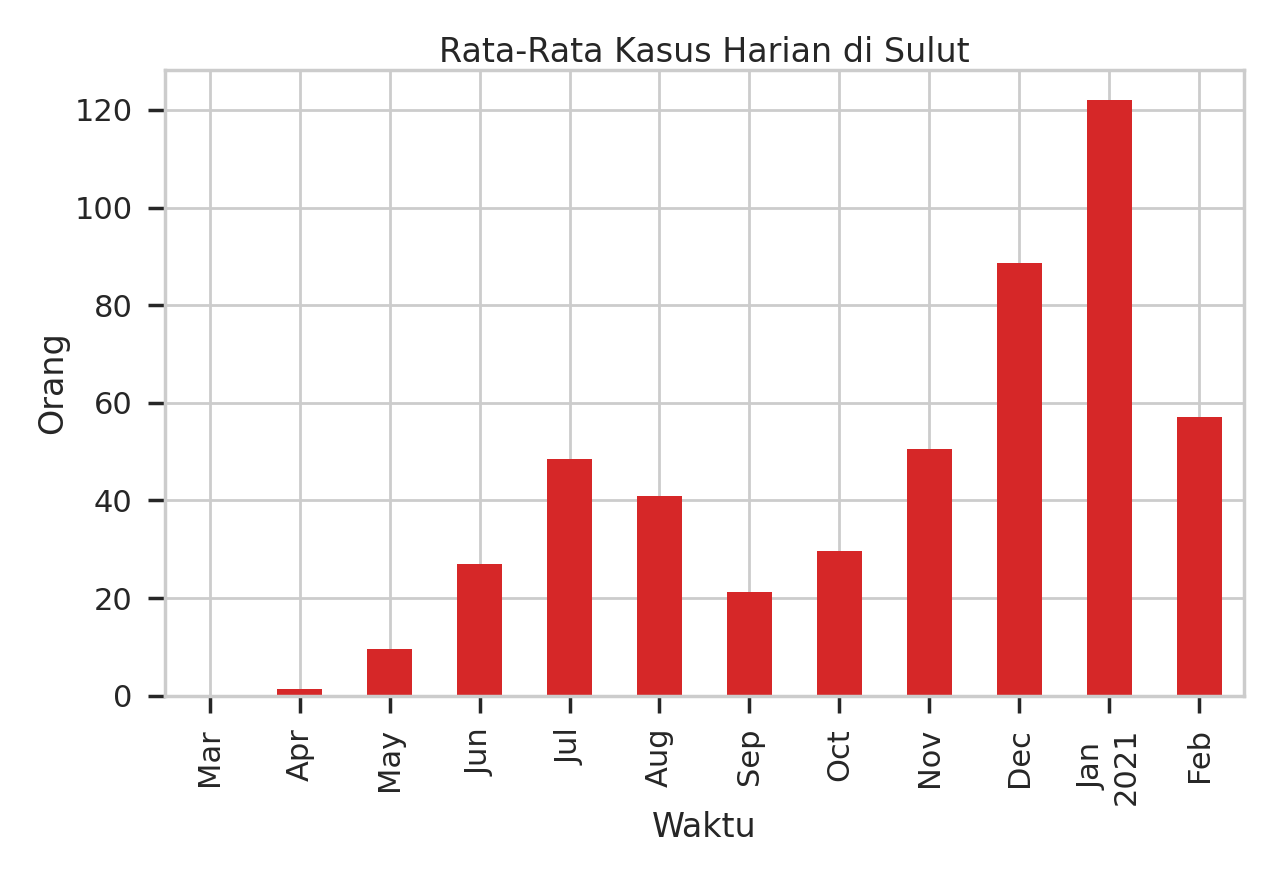 Rata-Rata Kasus Harian di Sulut
120
100
80
60
40
20
0
Orang
Mar
Apr
May
Jun
Jul
Aug
Sep
Oct
Nov
Dec
Jan
2021
Feb
Waktu